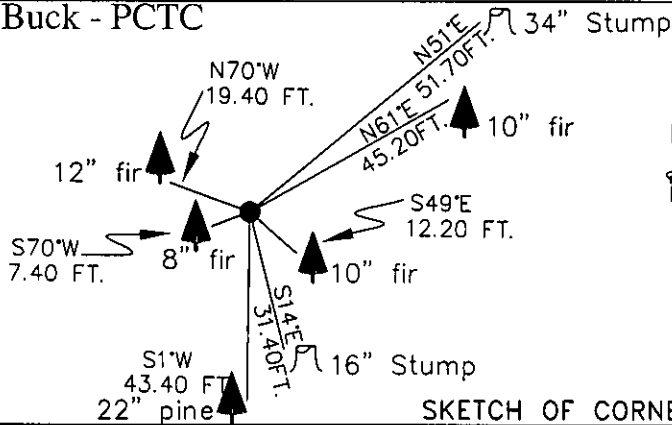 Buck - PCTC
N51°E
51.70FT.
34" Stump
N70°W
19.40 FT.
N61°E
45.20FT.
10" fir
12" fir
S49°E
12.20 FT.
S70°W
7.40 FT.
8" fir
10" fir
S14°E
31.40FT.
S1°W
43.40 FT
16" Stump
22" pine
SKETCH OF CORNE